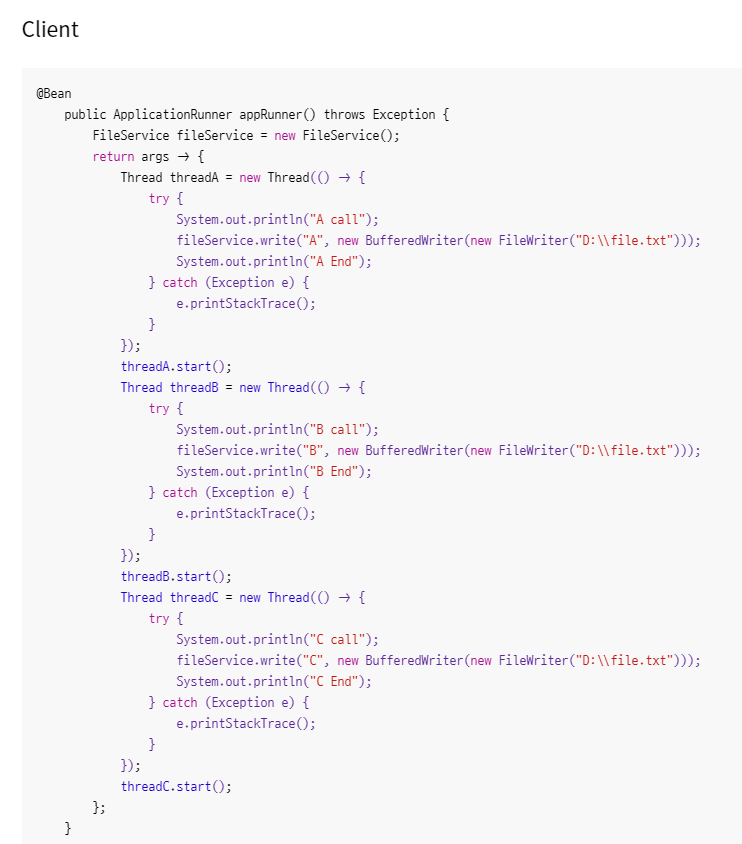 Client
@Bean
    public ApplicationRunner appRunner() throws Exception {
        FileService fileService = new FileService();
        return args -> {
            Thread threadA = new Thread(() -> {
                try {
                    System.out.println("A call");
                    fileService.write("A", new BufferedWriter(new FileWriter("D:\\file.txt")));
                    System.out.println("A End");
                } catch (Exception e) {
                    e.printStackTrace();
                }
            });
            threadA.start();
            Thread threadB = new Thread(() -> {
                try {
                    System.out.println("B call");
                    fileService.write("B", new BufferedWriter(new FileWriter("D:\\file.txt")));
                    System.out.println("B End");
                } catch (Exception e) {
                    e.printStackTrace();
                }
            });
            threadB.start();
            Thread threadC = new Thread(() -> {
                try {
                    System.out.println("C call");
                    fileService.write("C", new BufferedWriter(new FileWriter("D:\\file.txt")));
                    System.out.println("C End");
                } catch (Exception e) {
                    e.printStackTrace();
                }
            });
            threadC.start();
        };
    }